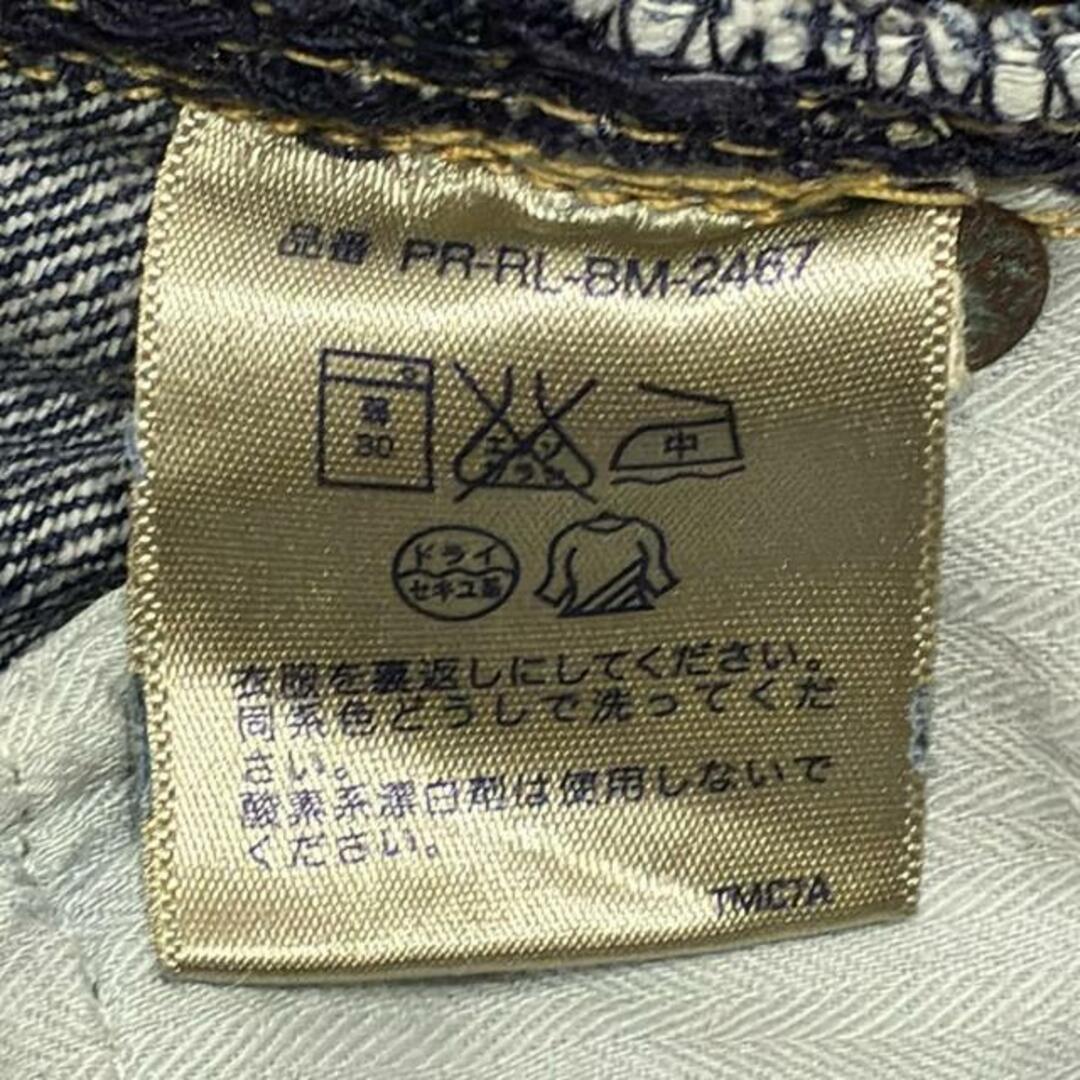 品番 PR-RL-BM-2467
弱
30
エンソ
サラシ
中
ドライ
セキユ系
衣服を裏返しにしてください。
同系色どうしで洗ってくだ
さい。
酸素系漂白剤は使用しないで
ください。
TMC7A